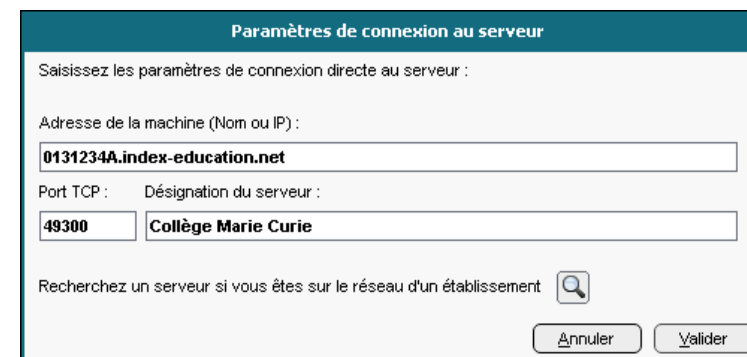 Paramètres de connexion au serveur
Saisissez les paramètres de connexion directe au serveur :
Adresse de la machine (Nom ou IP) :
0131234A.index-education.net
Port TCP : Désignation du serveur :
49300 Collège Marie Curie
Recherchez un serveur si vous êtes sur le réseau d'un établissement
Annuler Valider